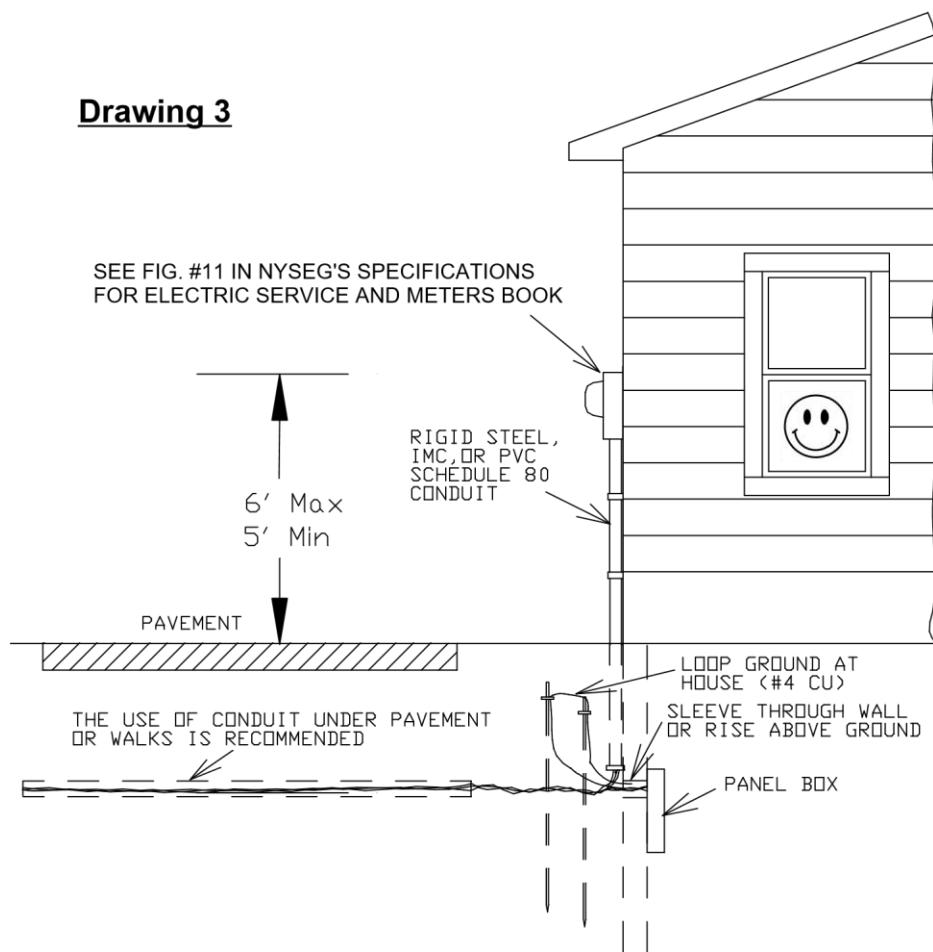 Drawing 3
SEE FIG. #11 IN NYSEG'S SPECIFICATIONS
FOR ELECTRIC SERVICE AND METERS BOOK
RIGID STEEL,
IMC,OR PVC
SCHEDULE 80
CONDUIT
6' Max
5' Min
PAVEMENT
LOOP GROUND AT
HOUSE (#4 CU)
THE USE OF CONDUIT UNDER PAVEMENT
OR WALKS IS RECOMMENDED
SLEEVE THROUGH WALL
OR RISE ABOVE GROUND
PANEL BOX